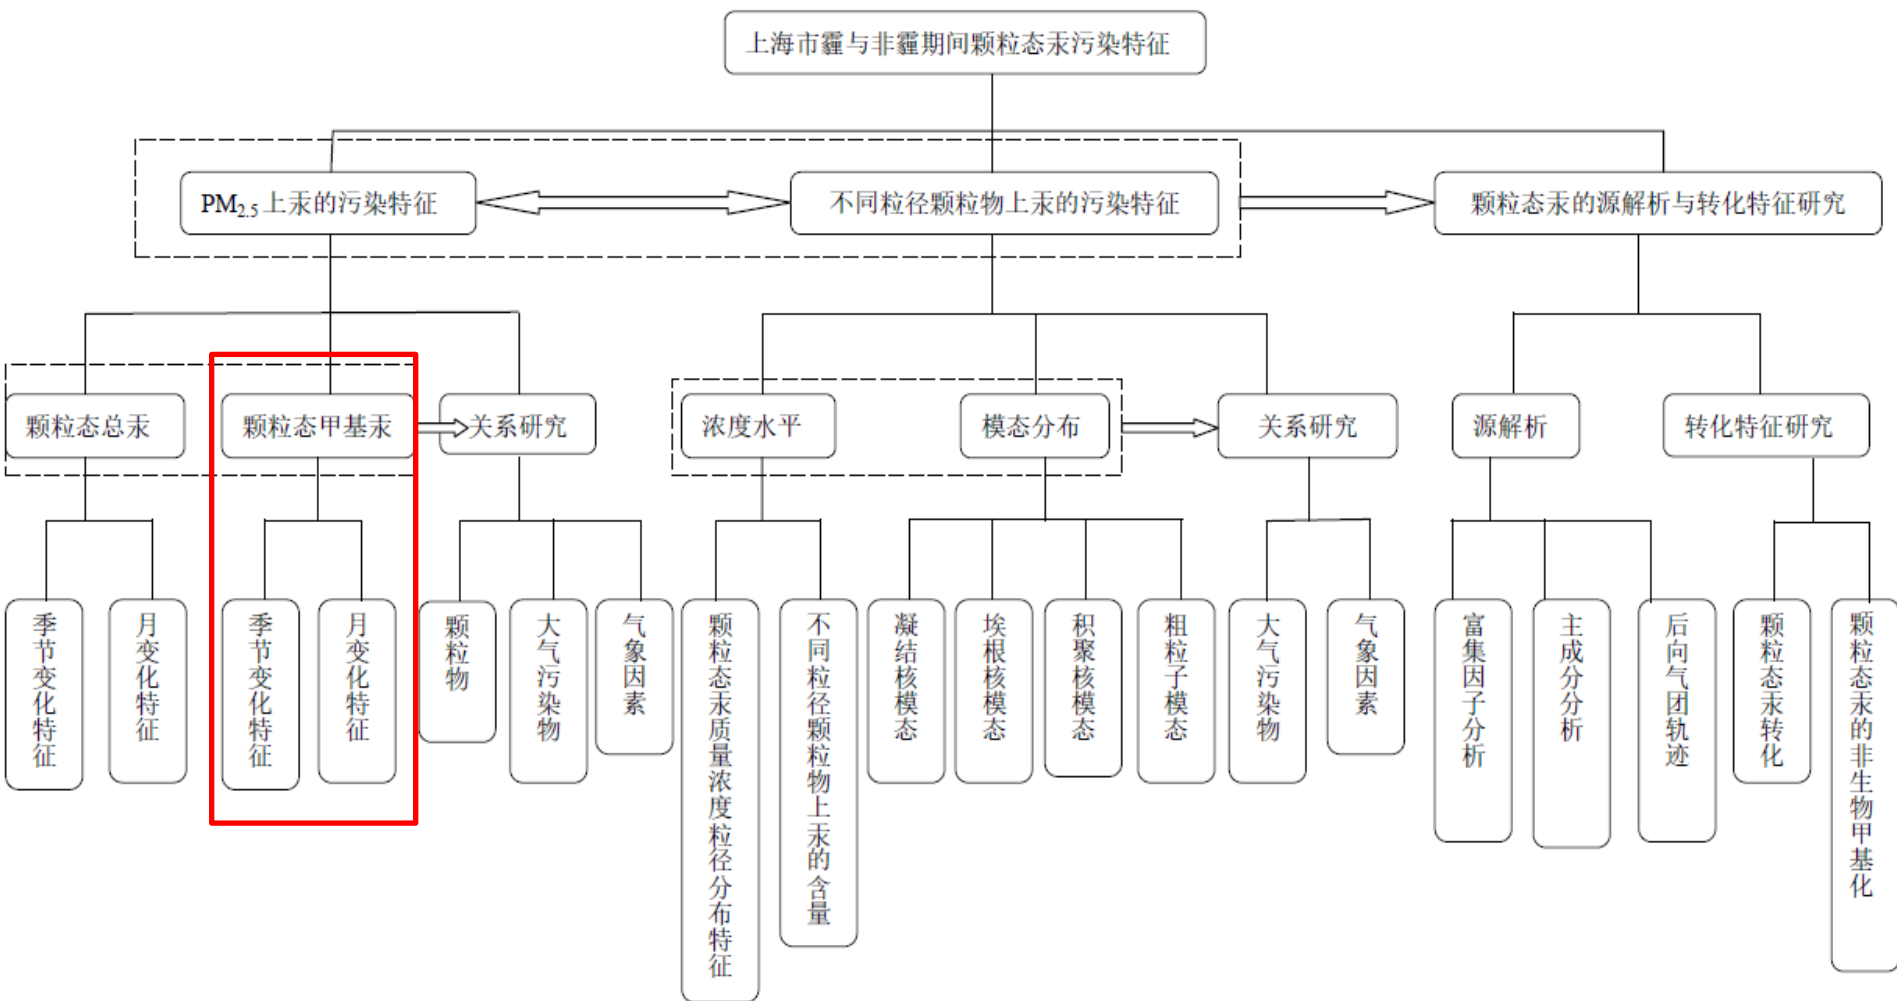 上海市霾与非霾期间颗粒态汞污染特征
PM2.5 上汞的污染特征
不同粒径颗粒物上汞的污染特征
颗粒态汞的源解析与转化特征研究
颗粒态总汞
颗粒态甲基汞
关系研究
浓度水平
模态分布
关系研究
源解析
转化特征研究
季节变化特征
月变化特征
季节变化特征
月变化特征
颗粒物
大气污染物
气象因素
颗粒态汞质量浓度粒径分布特征
不同粒径颗粒物上汞的含量
凝结核模态
埃根核模态
积聚核模态
粗粒子模态
大气污染物
气象因素
富集因子分析
主成分分析
后向气团轨迹
颗粒态汞转化
颗粒态汞的非生物甲基化